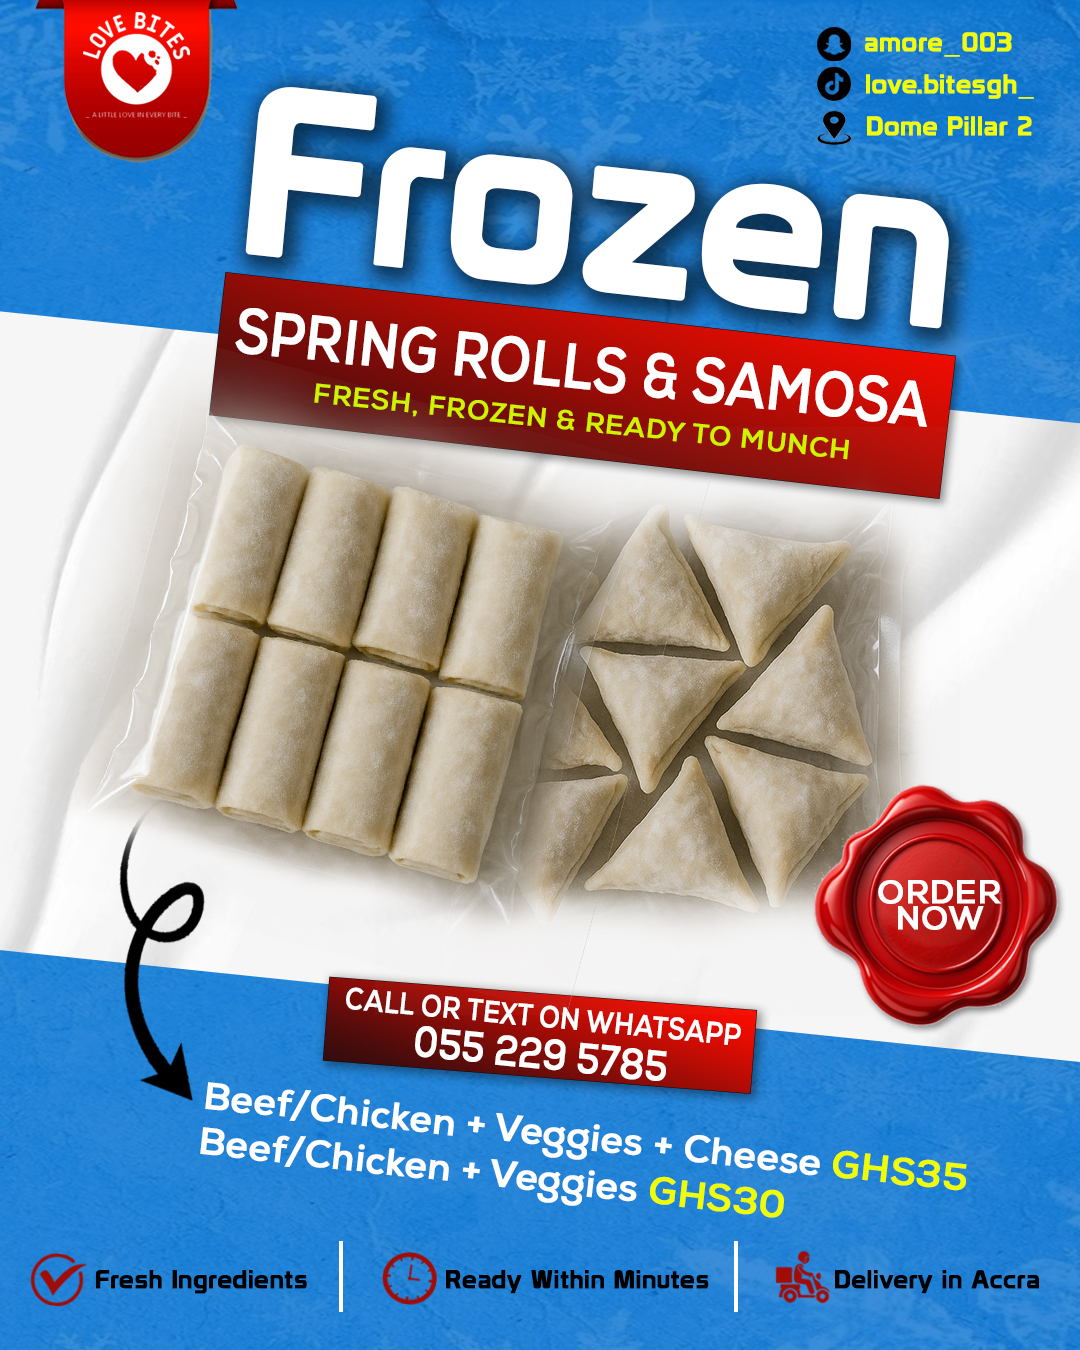 LOVE BITES
_ A LITTLE LOVE IN EVERY BITE _
amore_003
love.bitesgh_
Dome Pillar 2
Frozen
SPRING ROLLS & SAMOSA
FRESH, FROZEN & READY TO MUNCH
ORDER
NOW
CALL OR TEXT ON WHATSAPP
055 229 5785
Beef/Chicken + Veggies + Cheese GHS35
Beef/Chicken + Veggies GHS30
Fresh Ingredients
Ready Within Minutes
Delivery in Accra